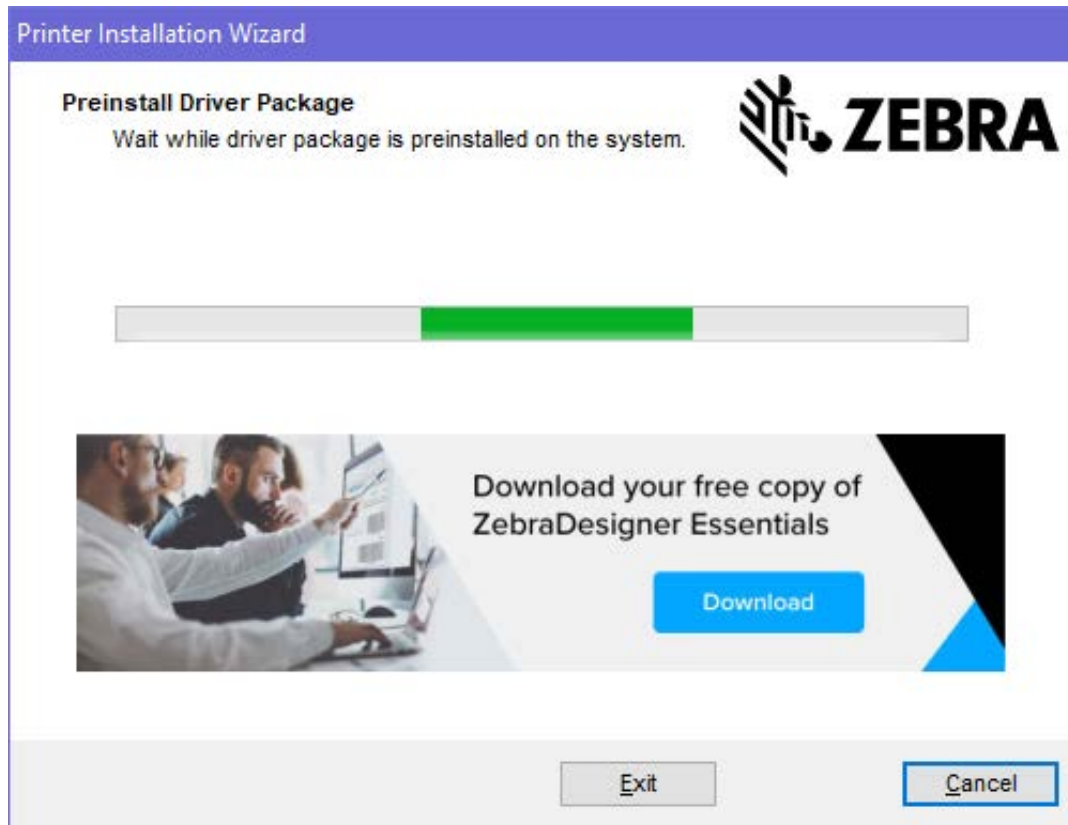 Printer Installation Wizard
Preinstall Driver Package
Wait while driver package is preinstalled on the system.
ZEBRA
Download your free copy of
ZebraDesigner Essentials
Download
Exit
Cancel